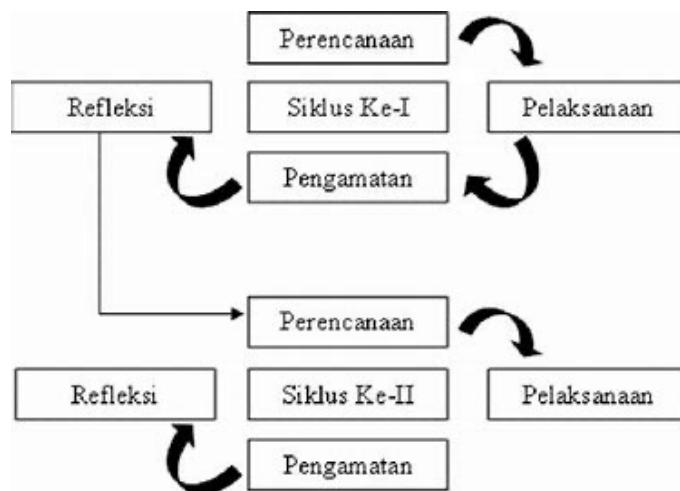 Perencanaan
Refleksi
Siklus Ke-I
Pelaksanaan
Pengamatan
Perencanaan
Refleksi
Siklus Ke-II
Pelaksanaan
Pengamatan